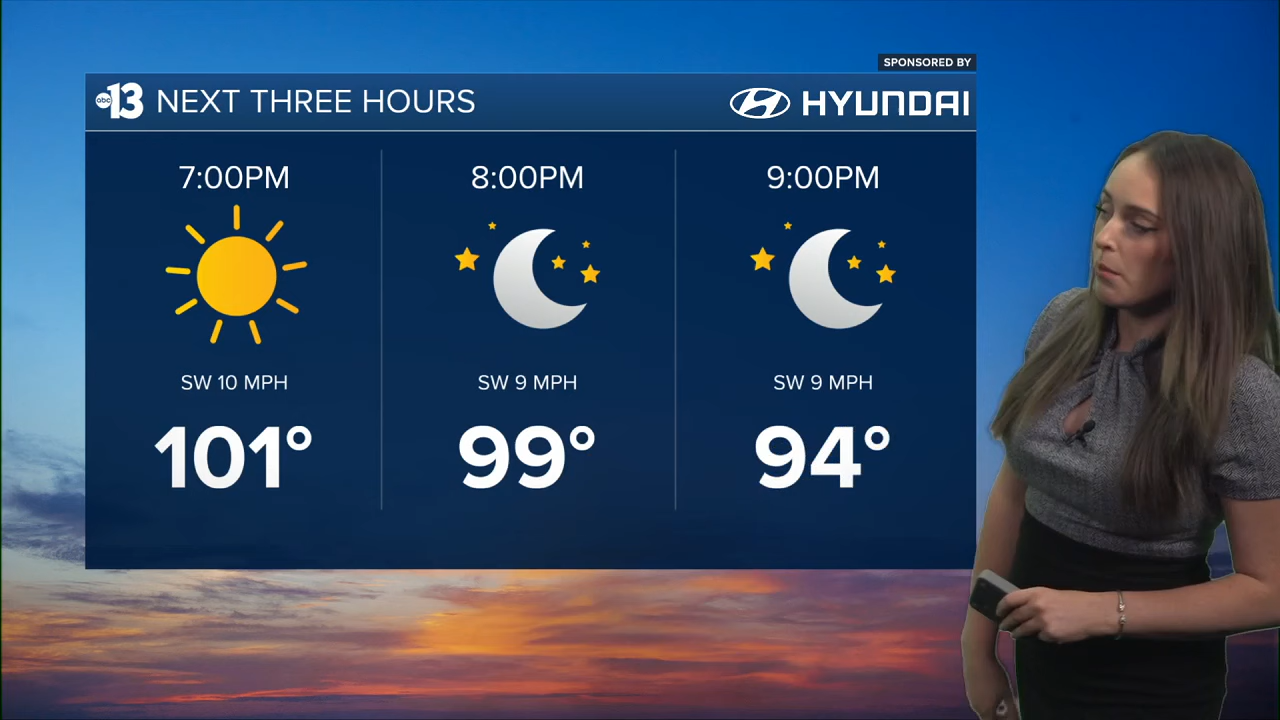 SPONSORED BY
abc 13 NEXT THREE HOURS HYUNDAI
7:00PM 8:00PM 9:00PM
SW 10 MPH SW 9 MPH SW 9 MPH
101° 99° 94°